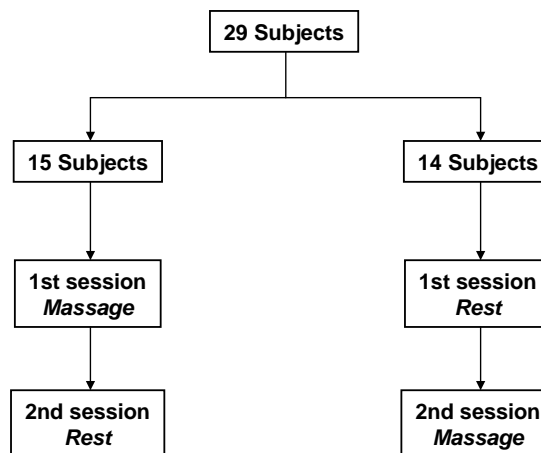 29 Subjects
15 Subjects
14 Subjects
1st session
Massage
1st session
Rest
2nd session
Rest
2nd session
Massage